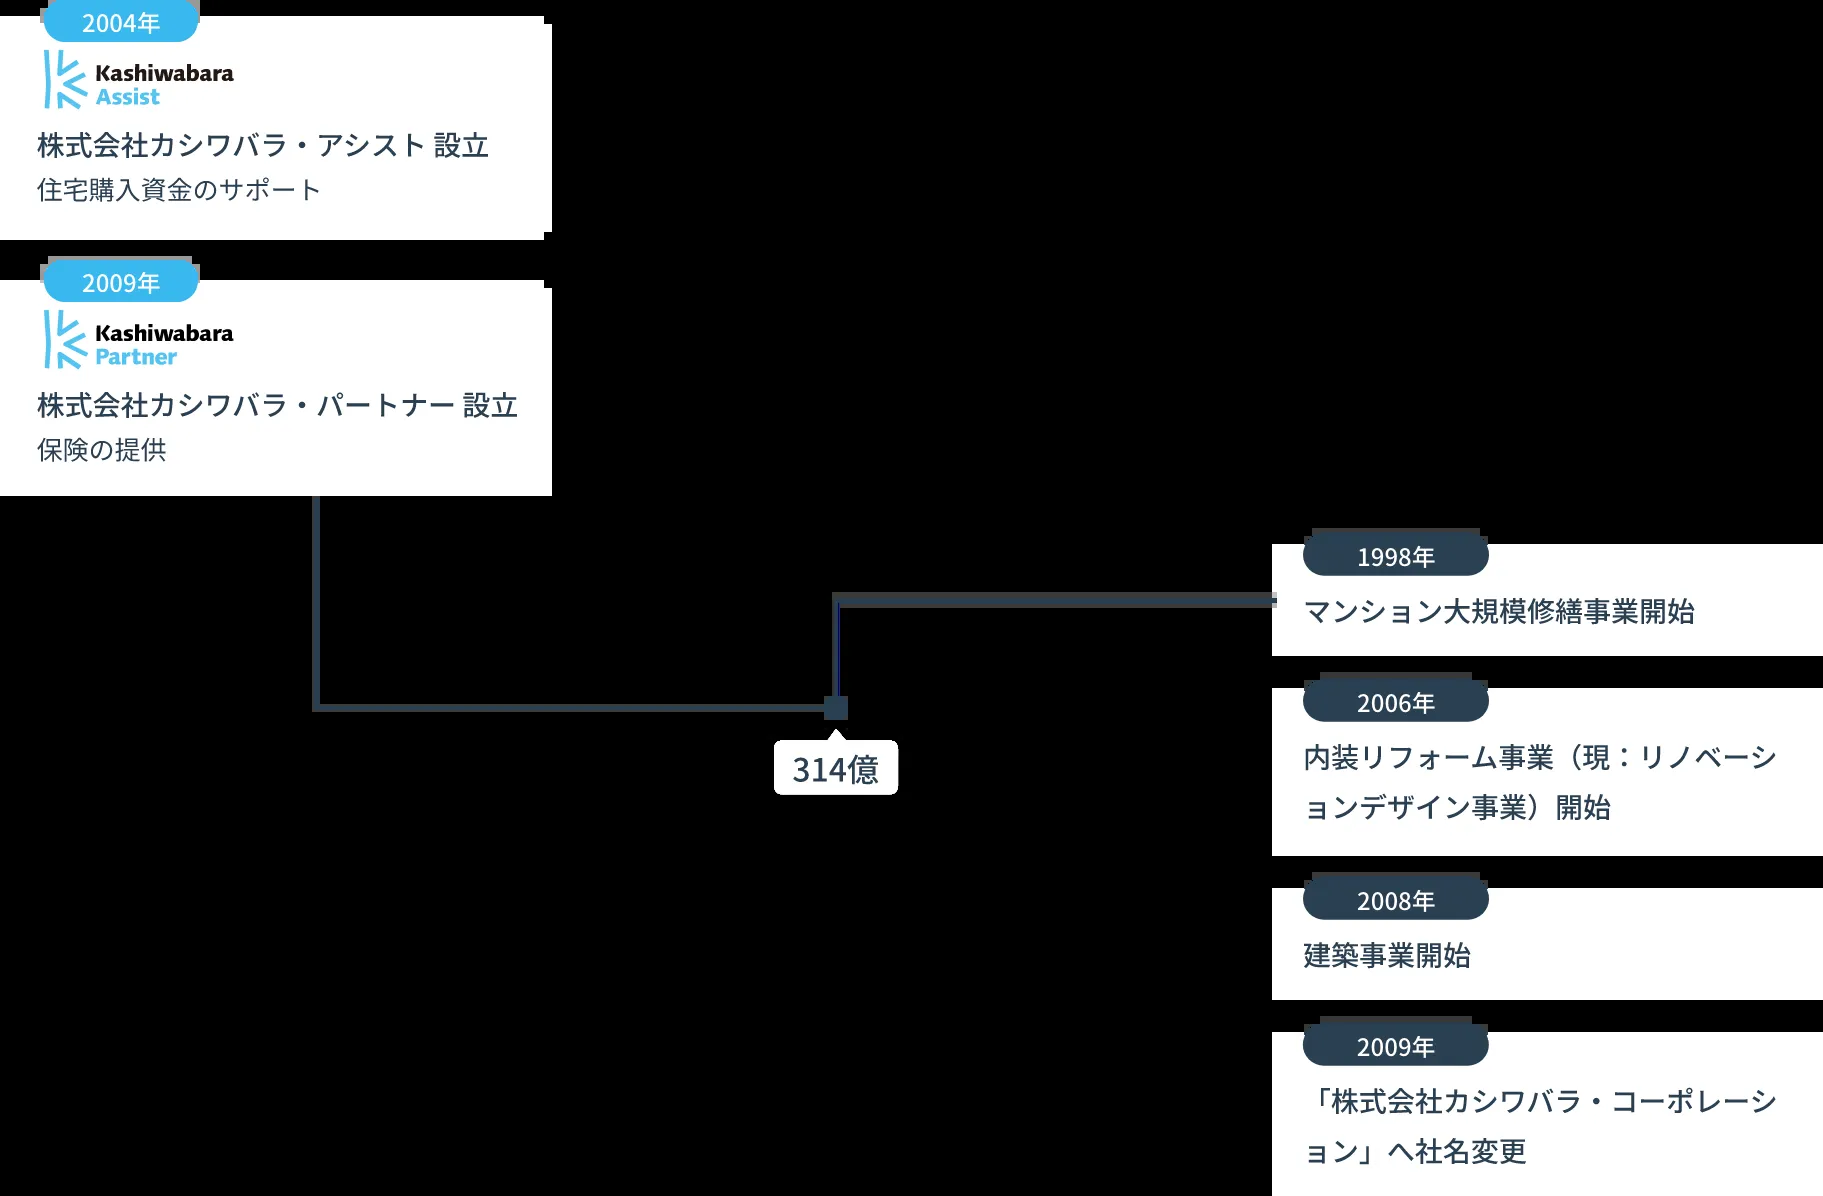 2004年
Kashiwabara
Assist
株式会社カシワバラ・アシスト 設立
住宅購入資金のサポート
2009年
Kashiwabara
Partner
株式会社カシワバラ・パートナー 設立
保険の提供
314億
1998年
マンション大規模修繕事業開始
2006年
内装リフォーム事業（現：リノベーシ
ョンデザイン事業）開始
2008年
建築事業開始
2009年
「株式会社カシワバラ・コーポレーシ
ョン」へ社名変更